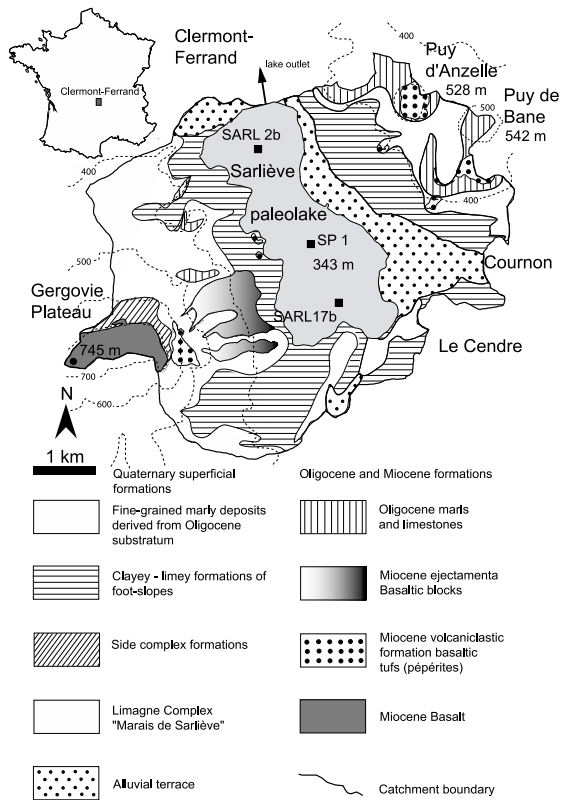 Clermont-Ferrand
Clermont-
Ferrand
lake outlet
400
Puy
d'Anzelle
528 m
500
Puy de
Bane
542 m
SARL 2b
400
Sarliève
400
paleolake
SP 1
500
343 m
Cournon
Gergovie
Plateau
SARL17b
745 m
Le Cendre
700
N
600
1 km
Quaternary superficial
formations
Oligocene and Miocene formations
Fine-grained marly deposits
derived from Oligocene
substratum
Oligocene marls
and limestones
Clayey - limey formations of
foot-slopes
Miocene ejectamenta
Basaltic blocks
Side complex formations
Miocene volcaniclastic
formation basaltic
tufs (pépérites)
Limagne Complex
"Marais de Sarliève"
Miocene Basalt
Alluvial terrace
Catchment boundary